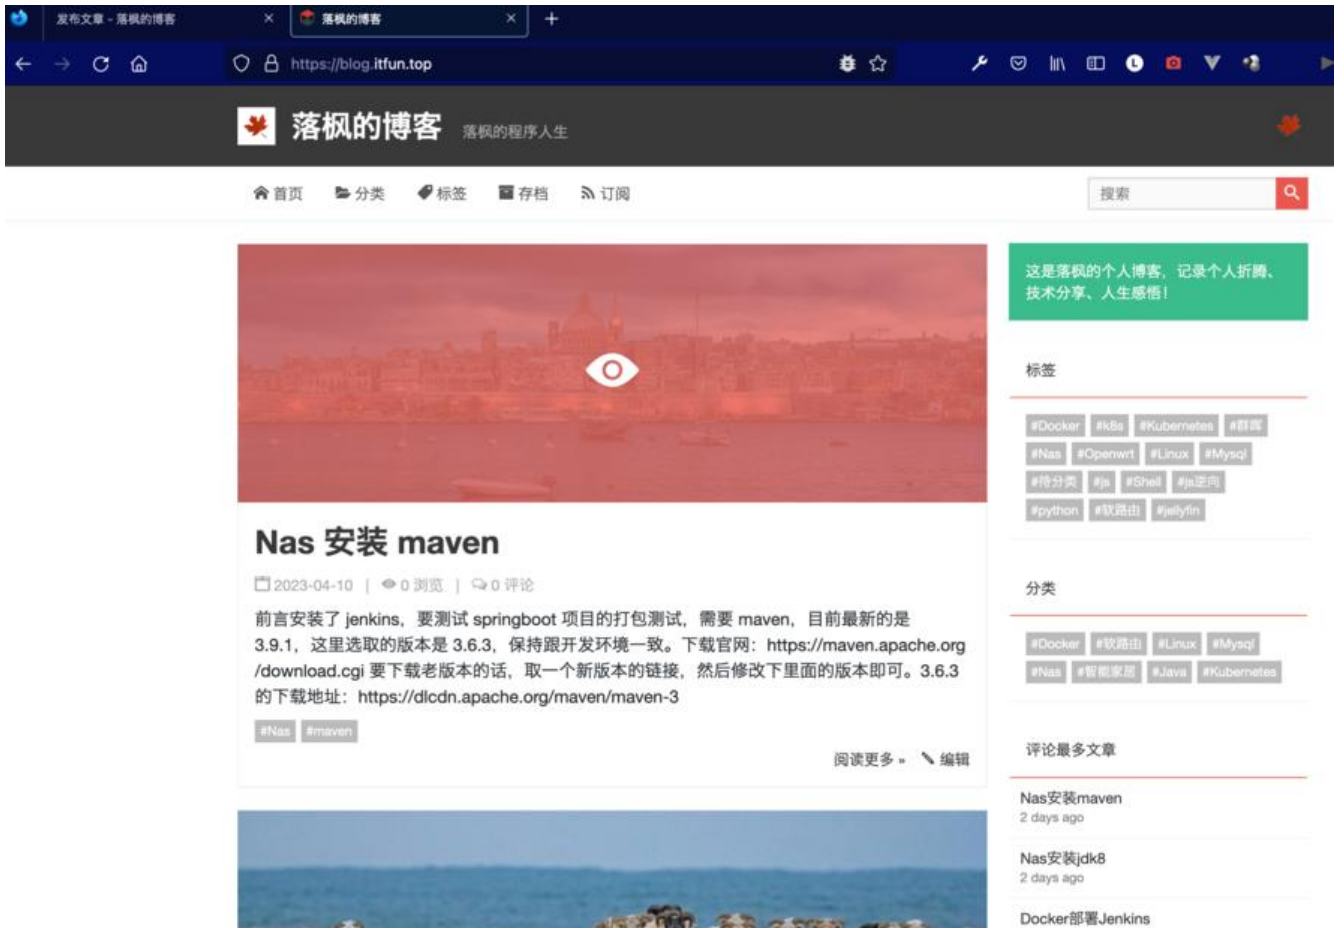 发布文章 - 落枫的博客
落枫的博客
https://blog.itfun.top
落枫的博客 落枫的程序人生
首页 分类 标签 存档 订阅
搜索
Nas 安装 maven
2023-04-10 | 0 浏览 | 0 评论
前言安装了 jenkins，要测试 springboot 项目的打包测试，需要 maven，目前最新的是
3.9.1，这里选取的版本是 3.6.3，保持跟开发环境一致。下载官网：https://maven.apache.org
/download.cgi 要下载老版本的话，取一个新版本的链接，然后修改下里面的版本即可。3.6.3
的下载地址：https://dlcdn.apache.org/maven/maven-3
#Nas #maven
阅读更多 » 编辑
这是落枫的个人博客，记录个人折腾、
技术分享、人生感悟！
标签
#Docker #k8s #Kubernetes #群晖
#Nas #Openwrt #Linux #Mysql
#待分类 #js #Shell #js逆向
#python #软路由 #jellyfin
分类
#Docker #软路由 #Linux #Mysql
#Nas #智能家居 #Java #Kubernetes
评论最多文章
Nas安装maven
2 days ago
Nas安装jdk8
2 days ago
Docker部署Jenkins